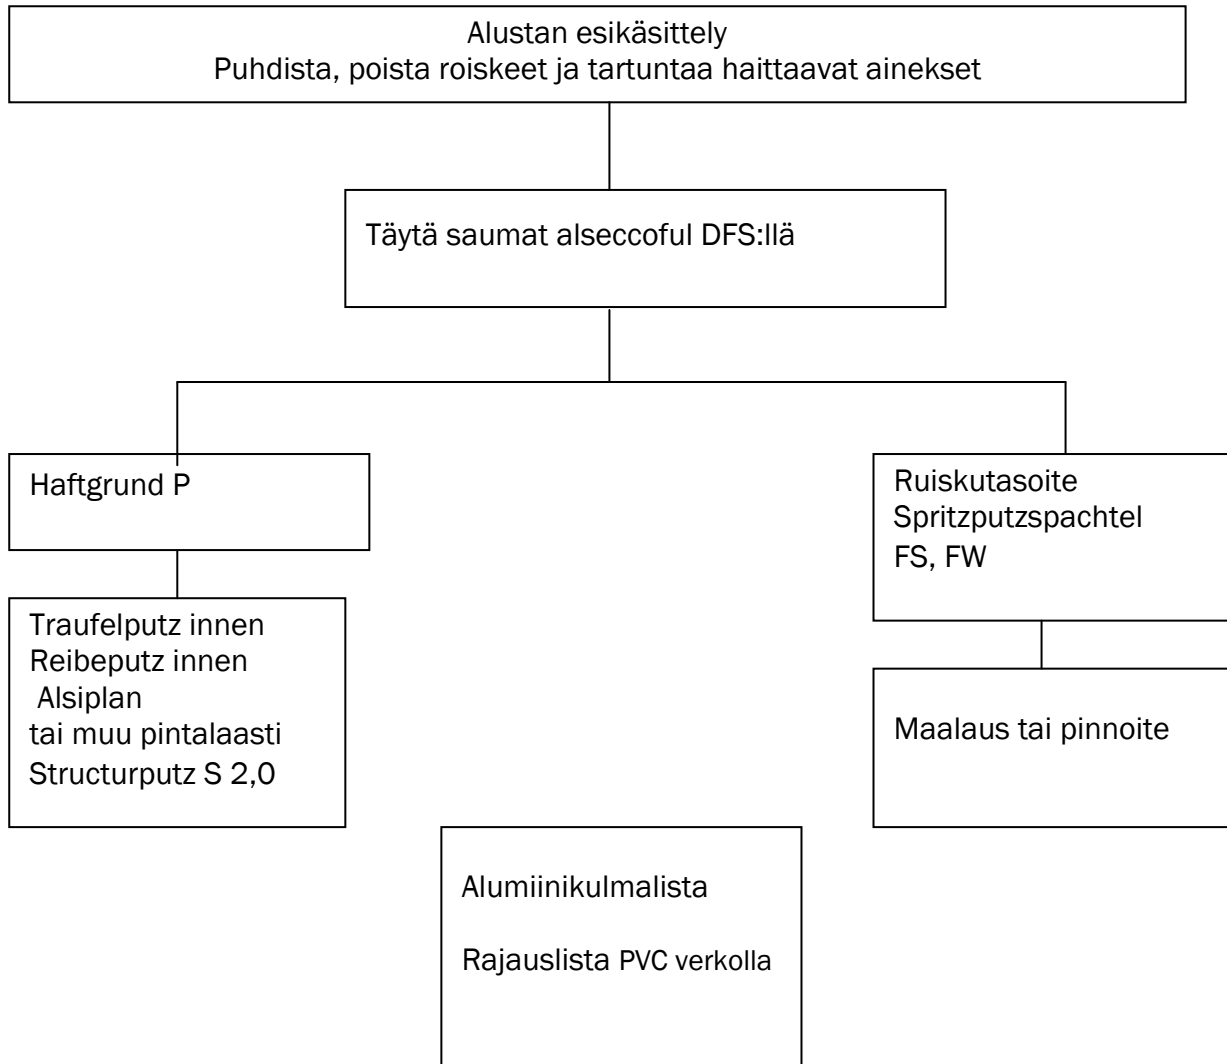 Alustan esikäsittely
Puhdista, poista roiskeet ja tartuntaa haittaavat ainekset
Täytä saumat alseccoful DFS:llä
Haftgrund P
Ruiskutasoite
Spritzputzspachtel
FS, FW
Traufelputz innen
Reibeputz innen
Alsiplan
tai muu pintalaasti
Structurputz S 2,0
Maalaus tai pinnoite
Alumiinikulmalista
Rajauslista PVC verkolla